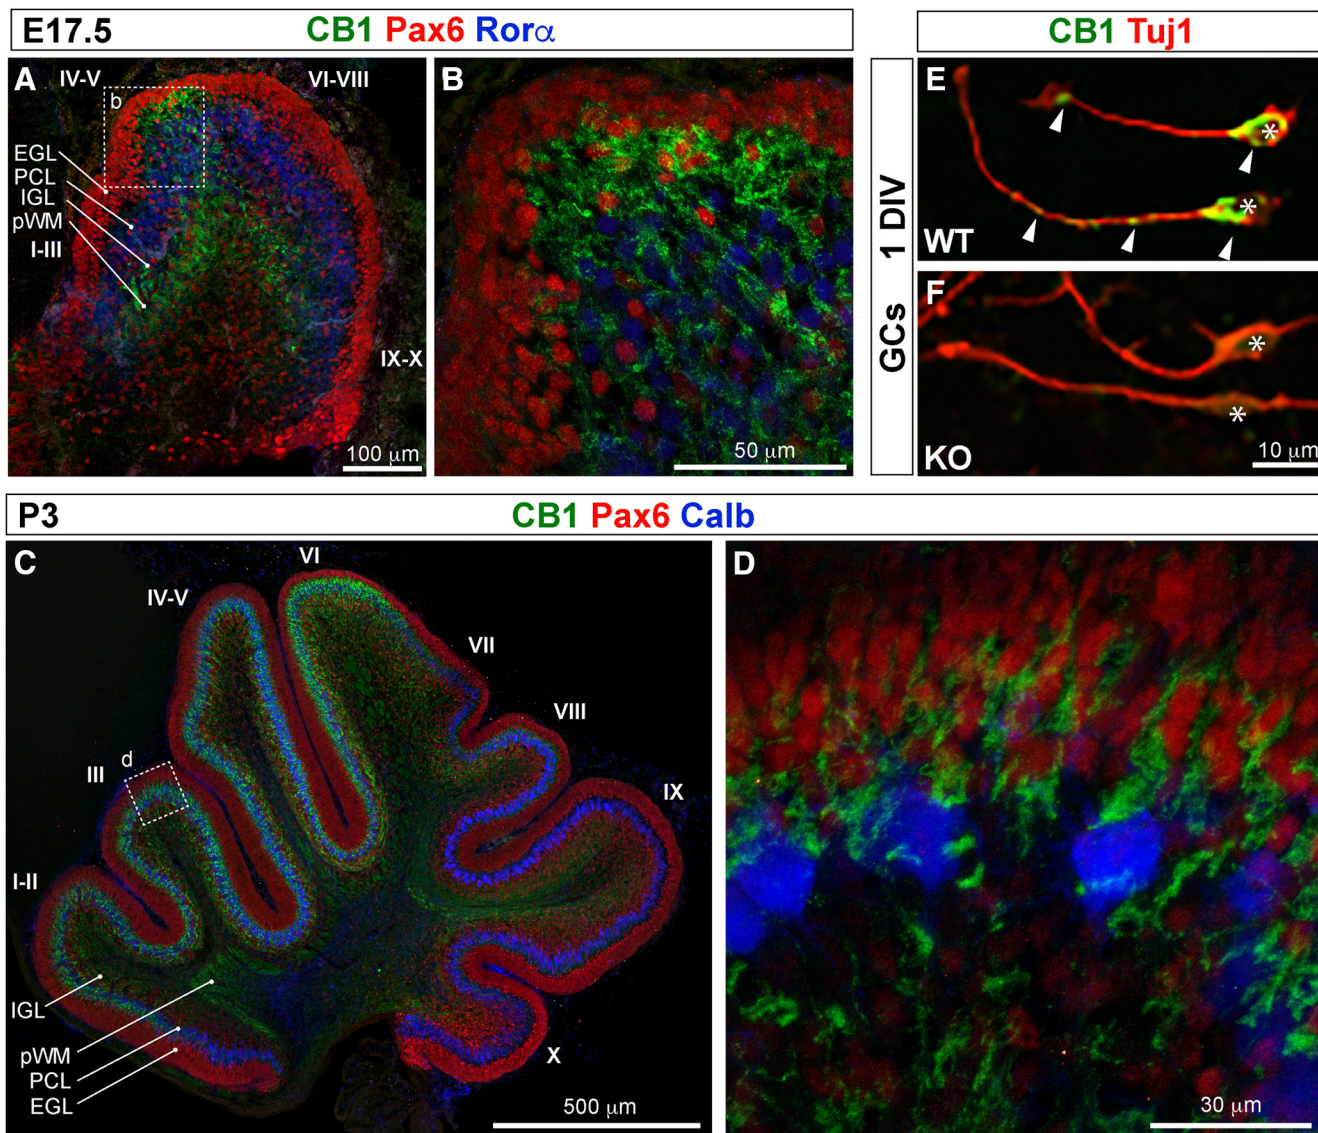 E17.5 CB1 Pax6 Rorα
A IV-V VI-VIII
b
EGL
PCL
IGL
pWM
I-III
IX-X
100 μm
B
50 μm
CB1 Tuj1
GCs 1 DIV
E
*
*
WT
F
*
*
KO
10 μm
P3 CB1 Pax6 Calb
C
VI
IV-V
VII
VIII
III d
IX
I-II
IGL
pWM
PCL
EGL
X
500 μm
D
30 μm